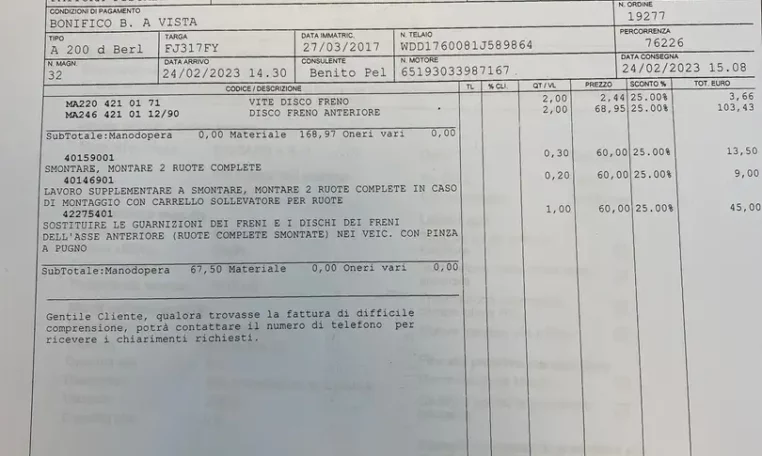 CONDIZIONI DI PAGAMENTO N. ORDINE
BONIFICO B. A VISTA 19277
TIPO TARGA DATA IMMATRIC. N. TELAIO PERCORRENZA
A 200 d Berl FJ317FY 27/03/2017 WDD1760081J589864 76226
N. MAGN. DATA ARRIVO CONSULENTE N. MOTORE DATA CONSEGNA
32 24/02/2023 14.30 Benito Pel 65193033987167 24/02/2023 15.08
CODICE / DESCRIZIONE TL % CLI. QT / VL PREZZO SCONTO % TOT. EURO
MA220 421 01 71 VITE DISCO FRENO 2,00 2,44 25.00% 3,66
MA246 421 01 12/90 DISCO FRENO ANTERIORE 2,00 68,95 25.00% 103,43
SubTotale:Manodopera 0,00 Materiale 168,97 Oneri vari 0,00
40159001 0,30 60,00 25.00% 13,50
SMONTARE, MONTARE 2 RUOTE COMPLETE
40146901 0,20 60,00 25.00% 9,00
LAVORO SUPPLEMENTARE A SMONTARE, MONTARE 2 RUOTE COMPLETE IN CASO
DI MONTAGGIO CON CARRELLO SOLLEVATORE PER RUOTE
42275401 1,00 60,00 25.00% 45,00
SOSTITUIRE LE GUARNIZIONI DEI FRENI E I DISCHI DEI FRENI
DELL'ASSE ANTERIORE (RUOTE COMPLETE SMONTATE) NEI VEIC. CON PINZA
A PUGNO
SubTotale:Manodopera 67,50 Materiale 0,00 Oneri vari 0,00
Gentile Cliente, qualora trovasse la fattura di difficile
comprensione, potrà contattare il numero di telefono per
ricevere i chiarimenti richiesti.